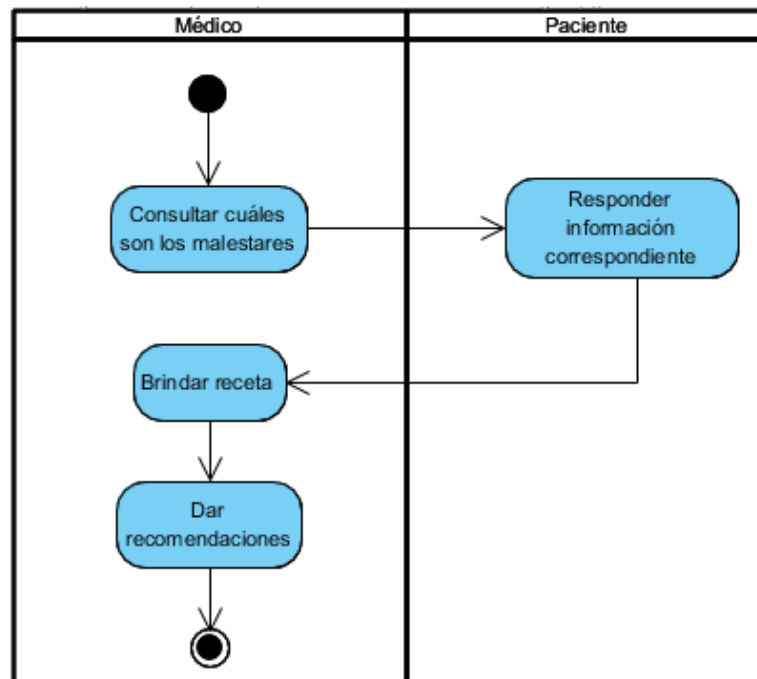 Médico
Paciente
Consultar cuáles
son los malestares
Responder
información
correspondiente
Brindar receta
Dar
recomendaciones